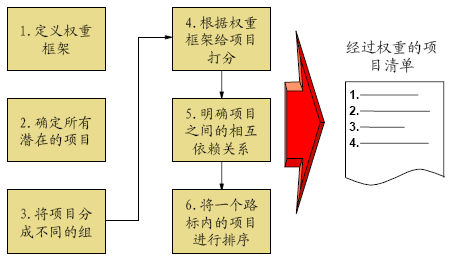 1.定义权重
框架
2.确定所有
潜在的项目
3.将项目分
成不同的组
4.根据权重
框架给项目
打分
5.明确项目
之间的相互
依赖关系
6.将一个路
标内的项目
进行排序
经过权重的项
目清单
1.
2.
3.
4.